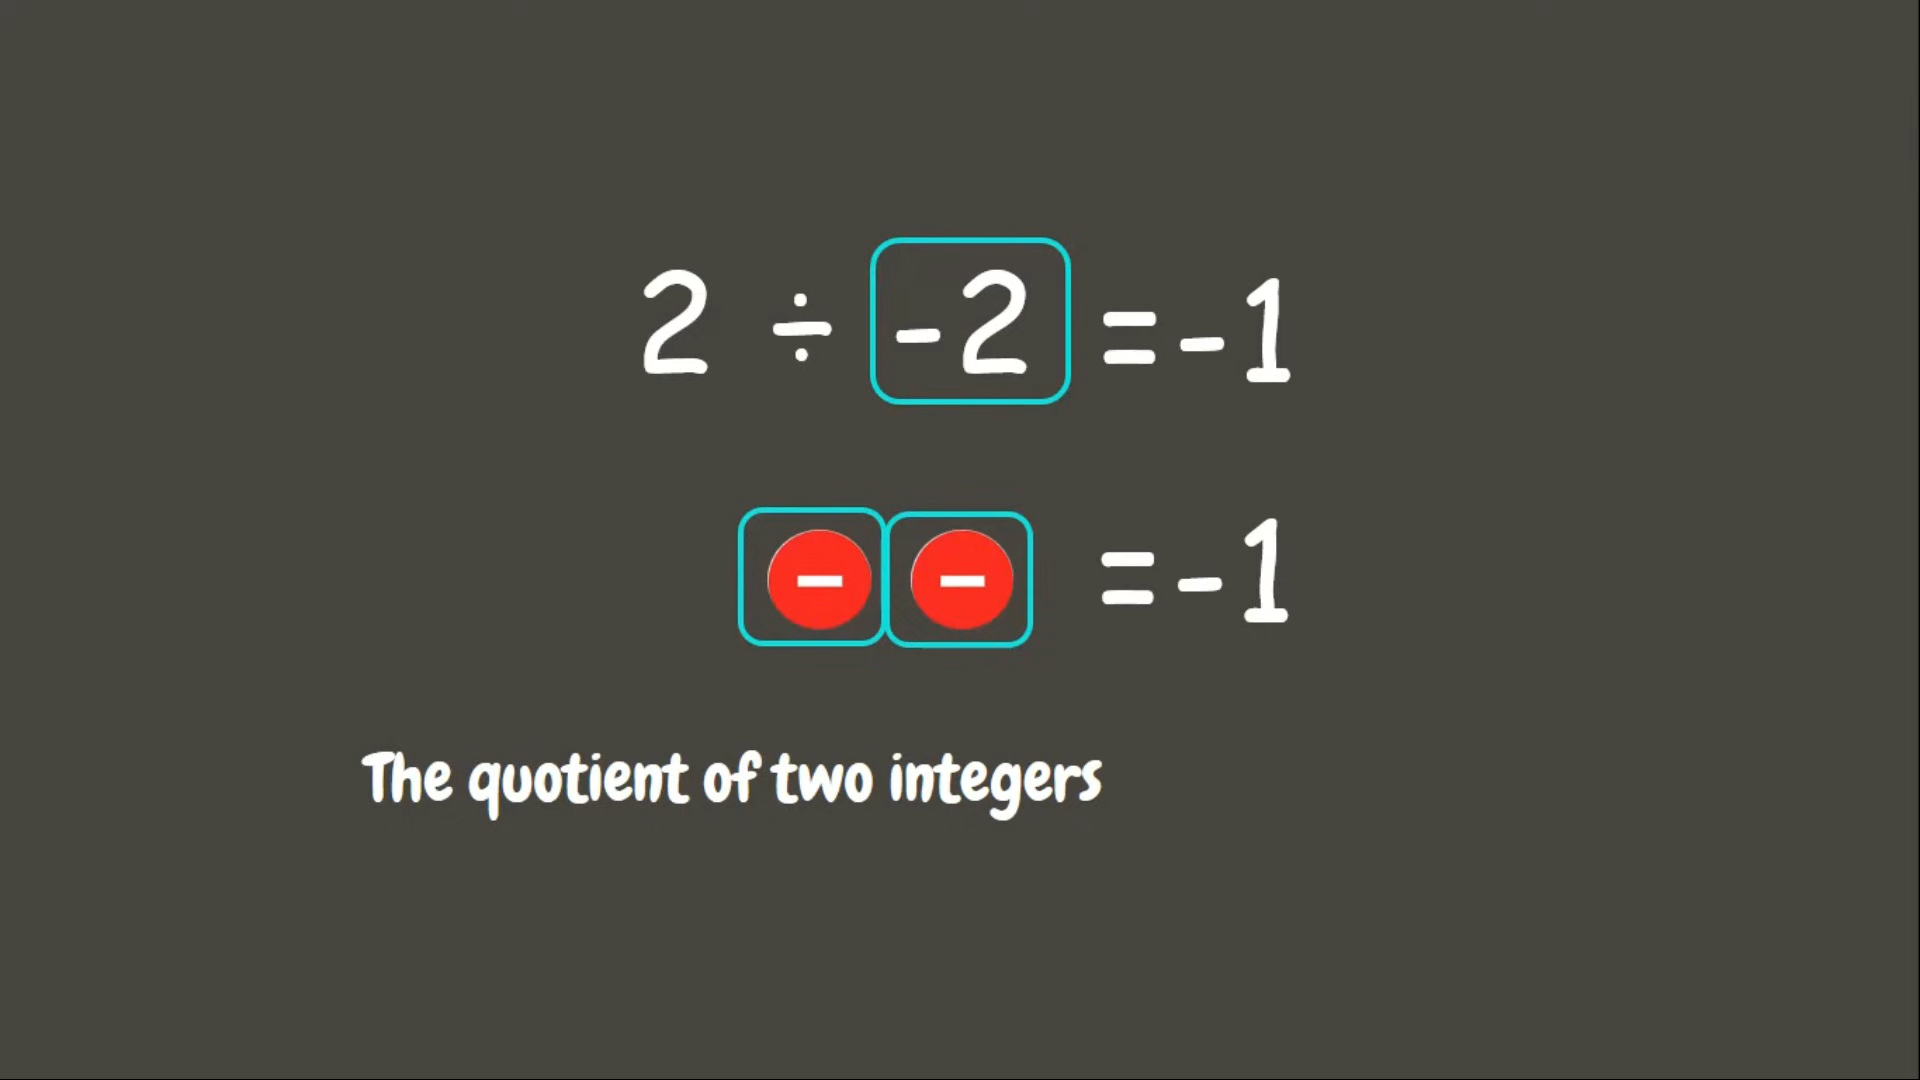 2 ÷ -2 = -1
- - = -1
The quotient of two integers